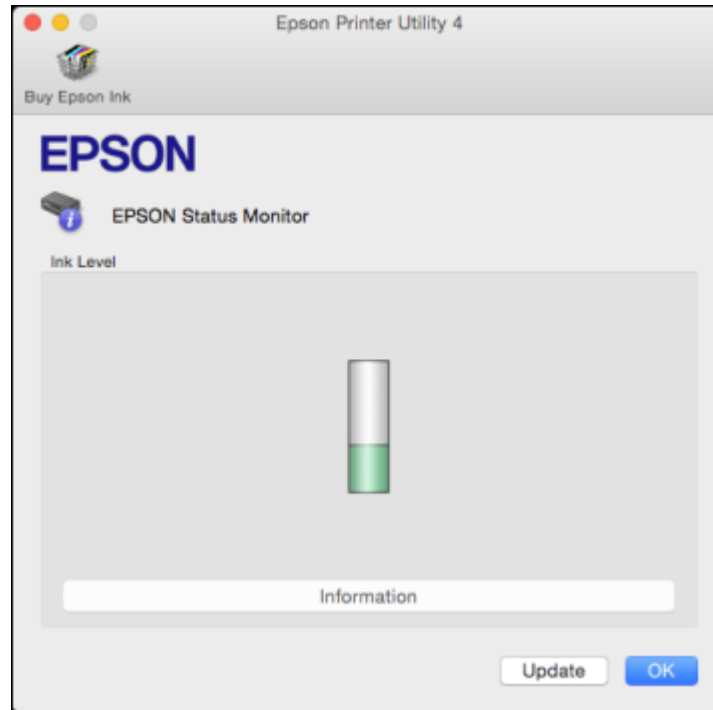 Epson Printer Utility 4
Buy Epson Ink
EPSON
EPSON Status Monitor
Ink Level
Information
Update OK